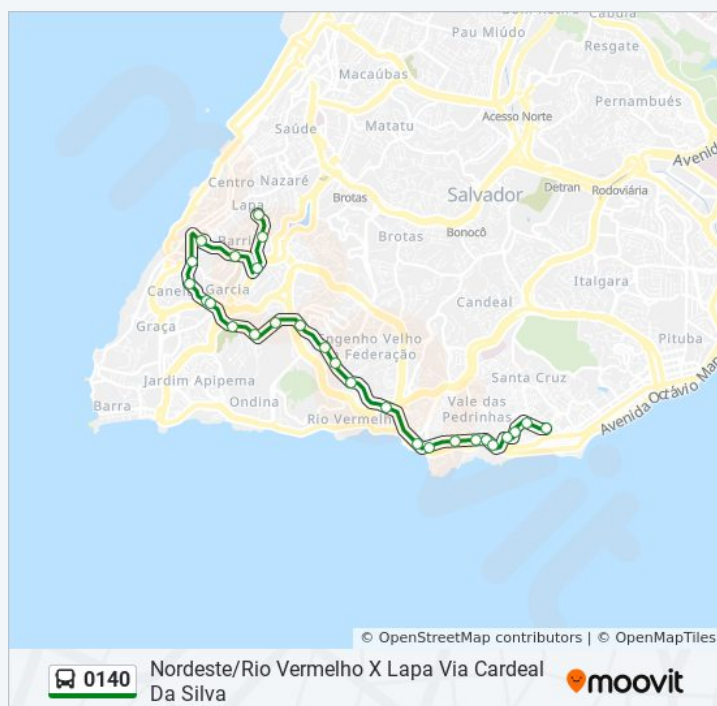 Pau Miúdo
Cabula
Resgate
Macaúbas
Pernambués
Acesso Norte
Saúde
Matatu
Avenida
Centro
Nazaré
Detran
Rodoviária
Lapa
Brotas
Salvador
Barri
Bonocô
Brotas
Itaigara
Canela
Garcia
Candeal
Graça
Engenho Velho
Federação
Pituba
Jardim Apipema
Santa Cruz
Barra
Ondina
Vale das
Pedrinhas
Rio Vermelho
Avenida Octávio Man
© OpenStreetMap contributors | © OpenMapTiles
0140
Nordeste/Rio Vermelho X Lapa Via Cardeal
Da Silva
moovit